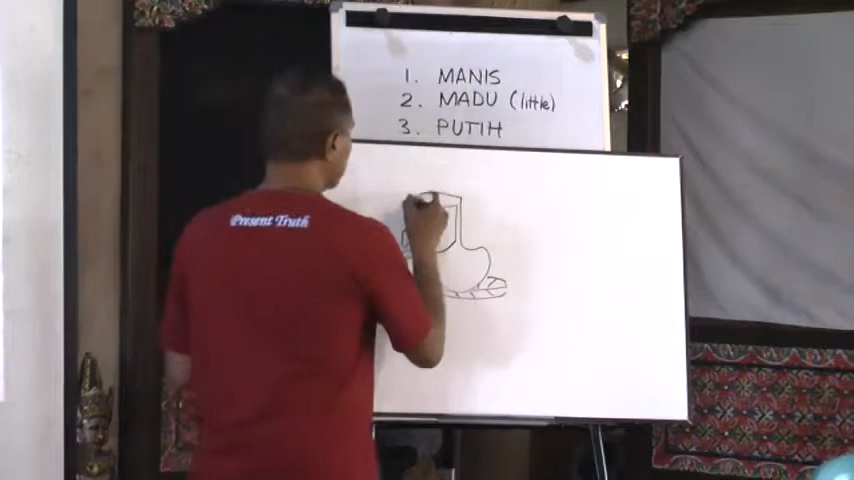 1. MANIS
2. MADU (little)
3. PUTIH
Present Truth